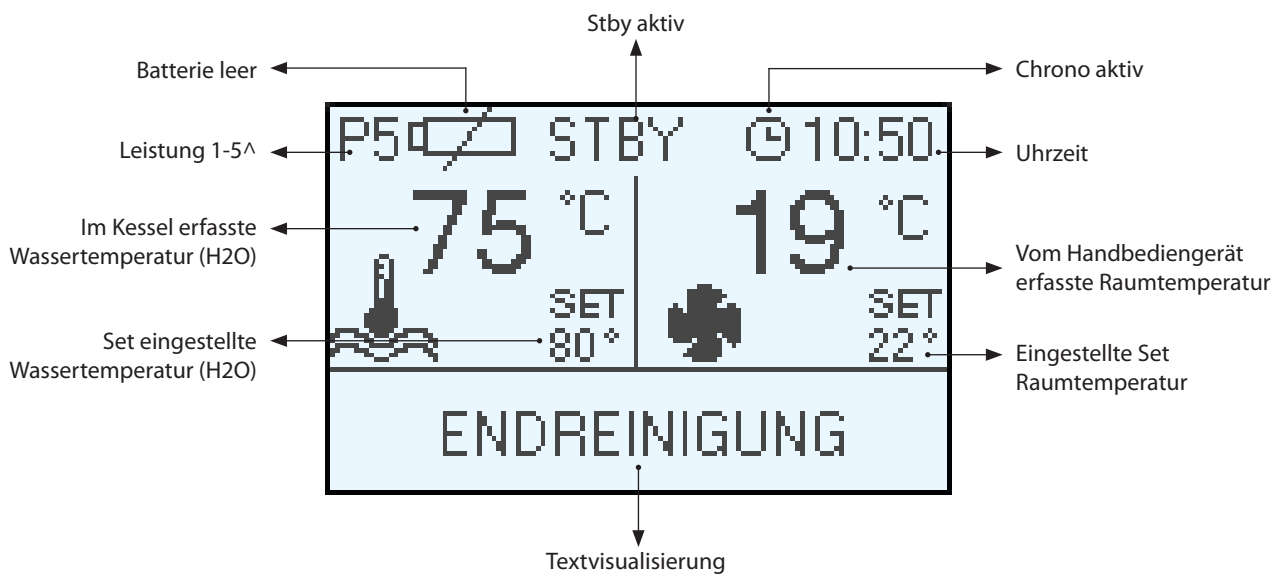 Stby aktiv
Batterie leer
Chrono aktiv
P5 STBY 10:50
Leistung 1-5^
Uhrzeit
75 °C 19 °C
Im Kessel erfasste
Wassertemperatur (H2O)
Vom Handbediengerät
erfasste Raumtemperatur
SET SET
80° 22°
Set eingestellte
Wassertemperatur (H2O)
Eingestellte Set
Raumtemperatur
ENDREINIGUNG
Textvisualisierung